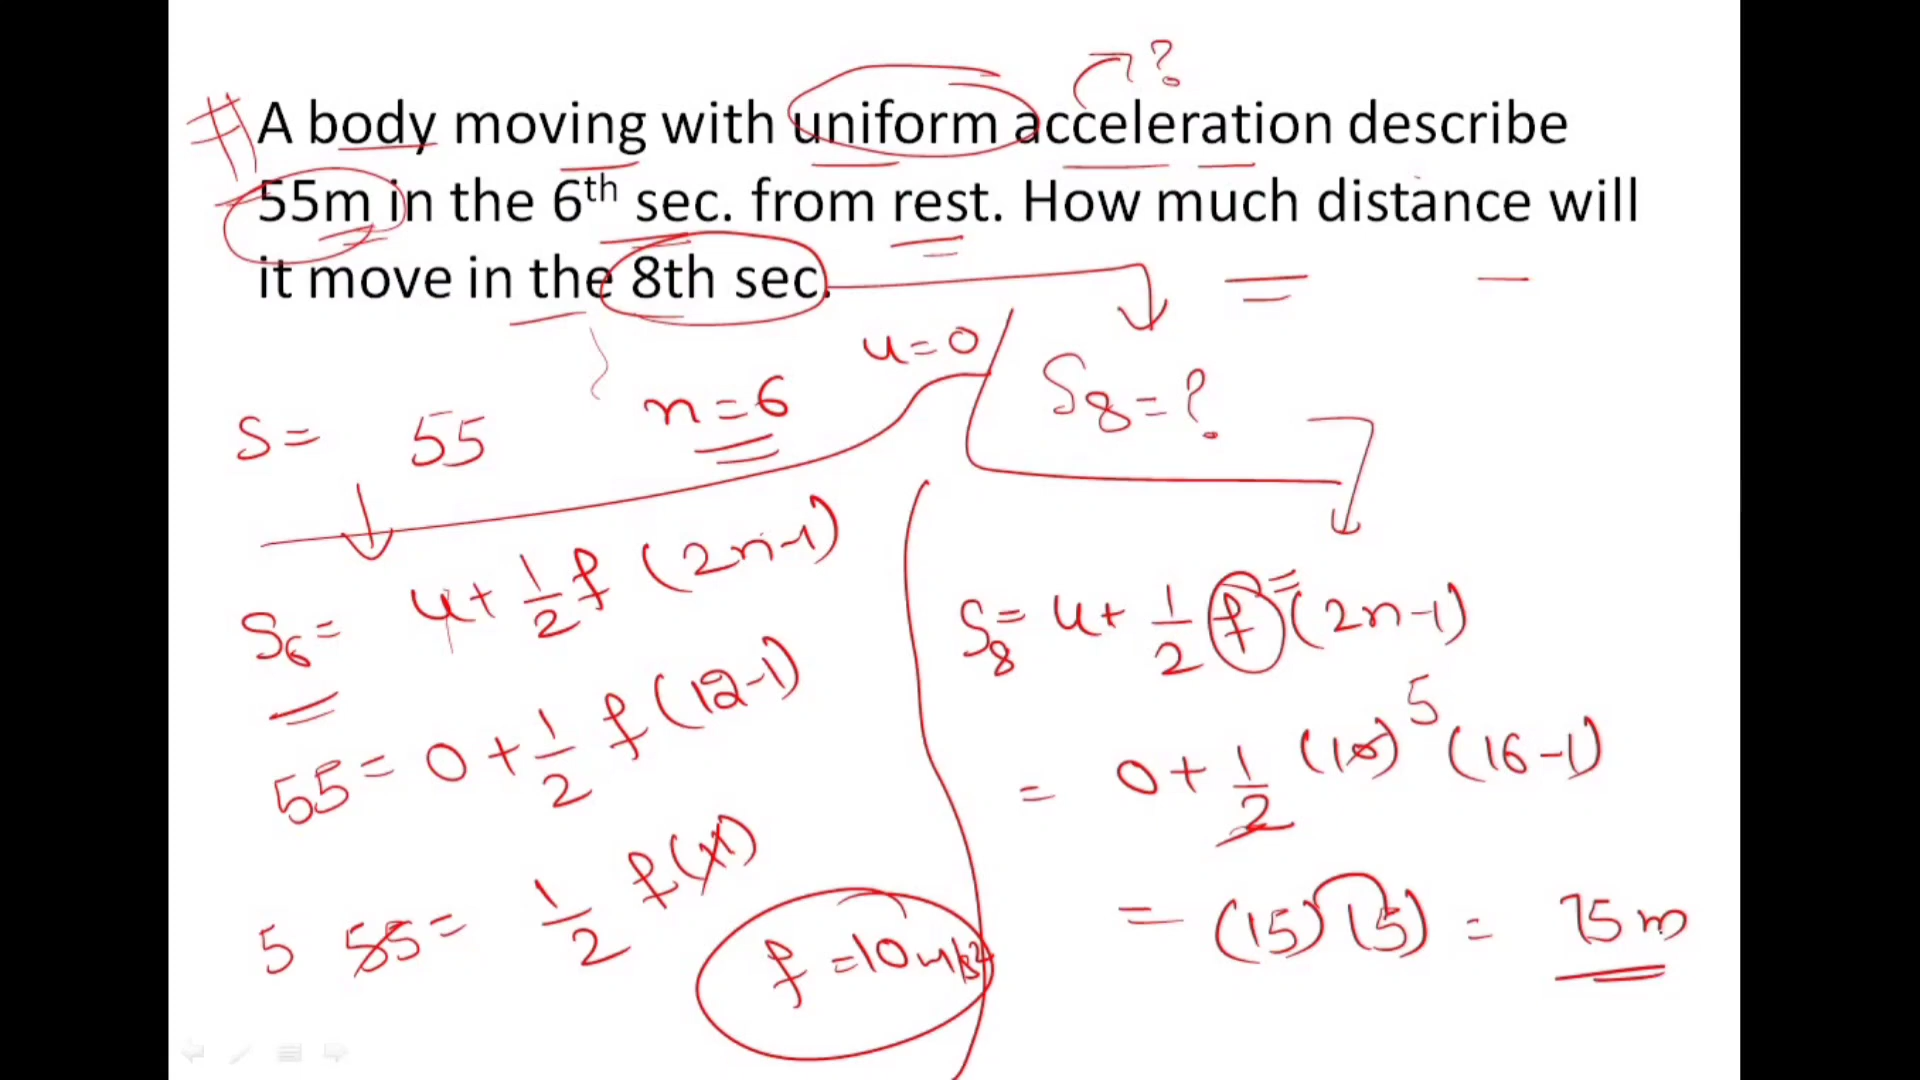 # A body moving with uniform acceleration describe
55m in the 6th sec. from rest. How much distance will
it move in the 8th sec.
?
u=0
S= 55
n=6
S8=?
S6= u+ 1/2 f (2n-1)
55= 0+ 1/2 f (12-1)
5 55= 1/2 f(11)
f =10m/s2
S8= u+ 1/2 f (2n-1)
= 0+ 1/2 (10) 5 (16-1)
= (15) (5) = 75m